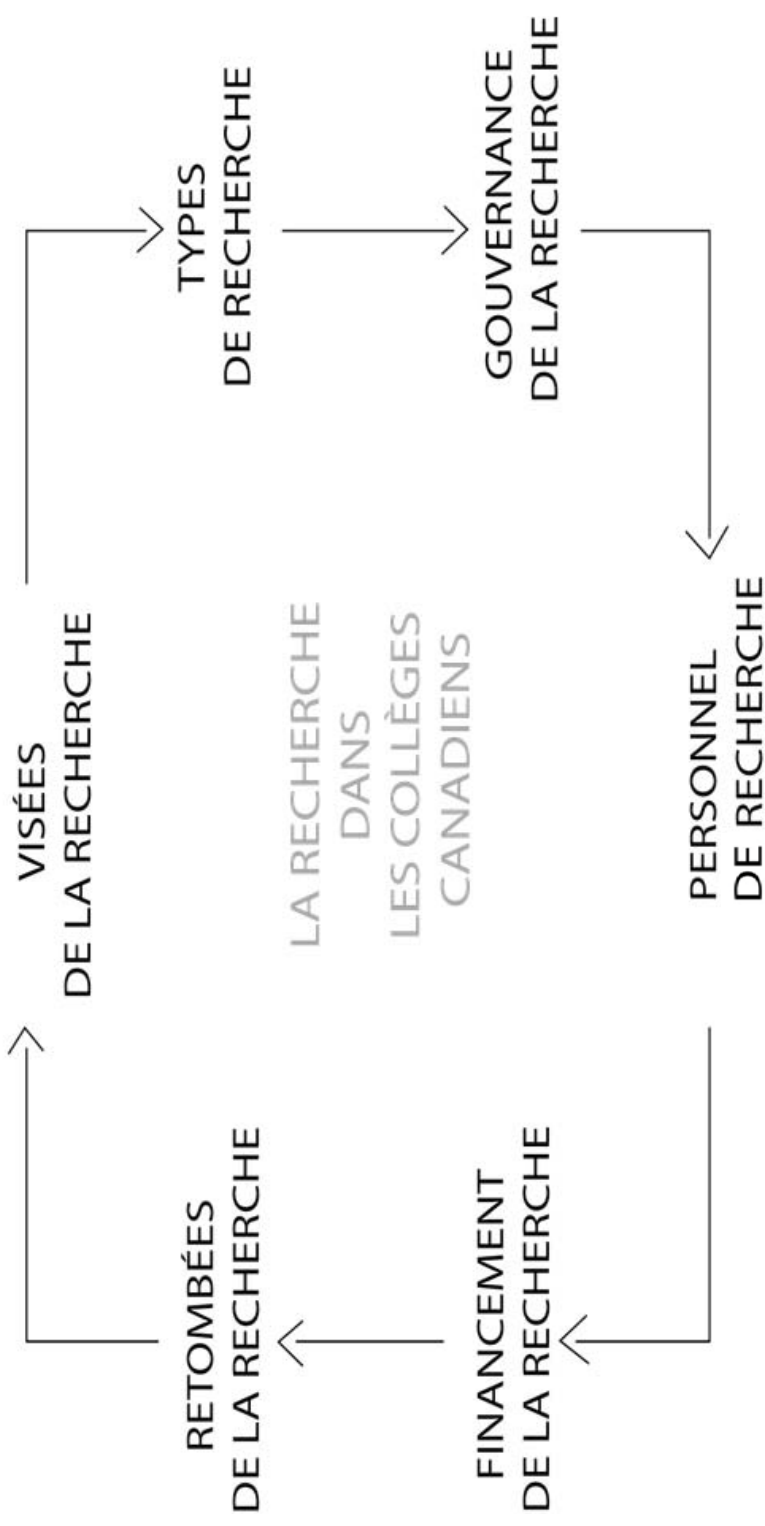 VISÉES
DE LA RECHERCHE
TYPES
DE RECHERCHE
GOUVERNANCE
DE LA RECHERCHE
PERSONNEL
DE RECHERCHE
FINANCEMENT
DE LA RECHERCHE
RETOMBÉES
DE LA RECHERCHE
LA RECHERCHE
DANS
LES COLLÈGES
CANADIENS